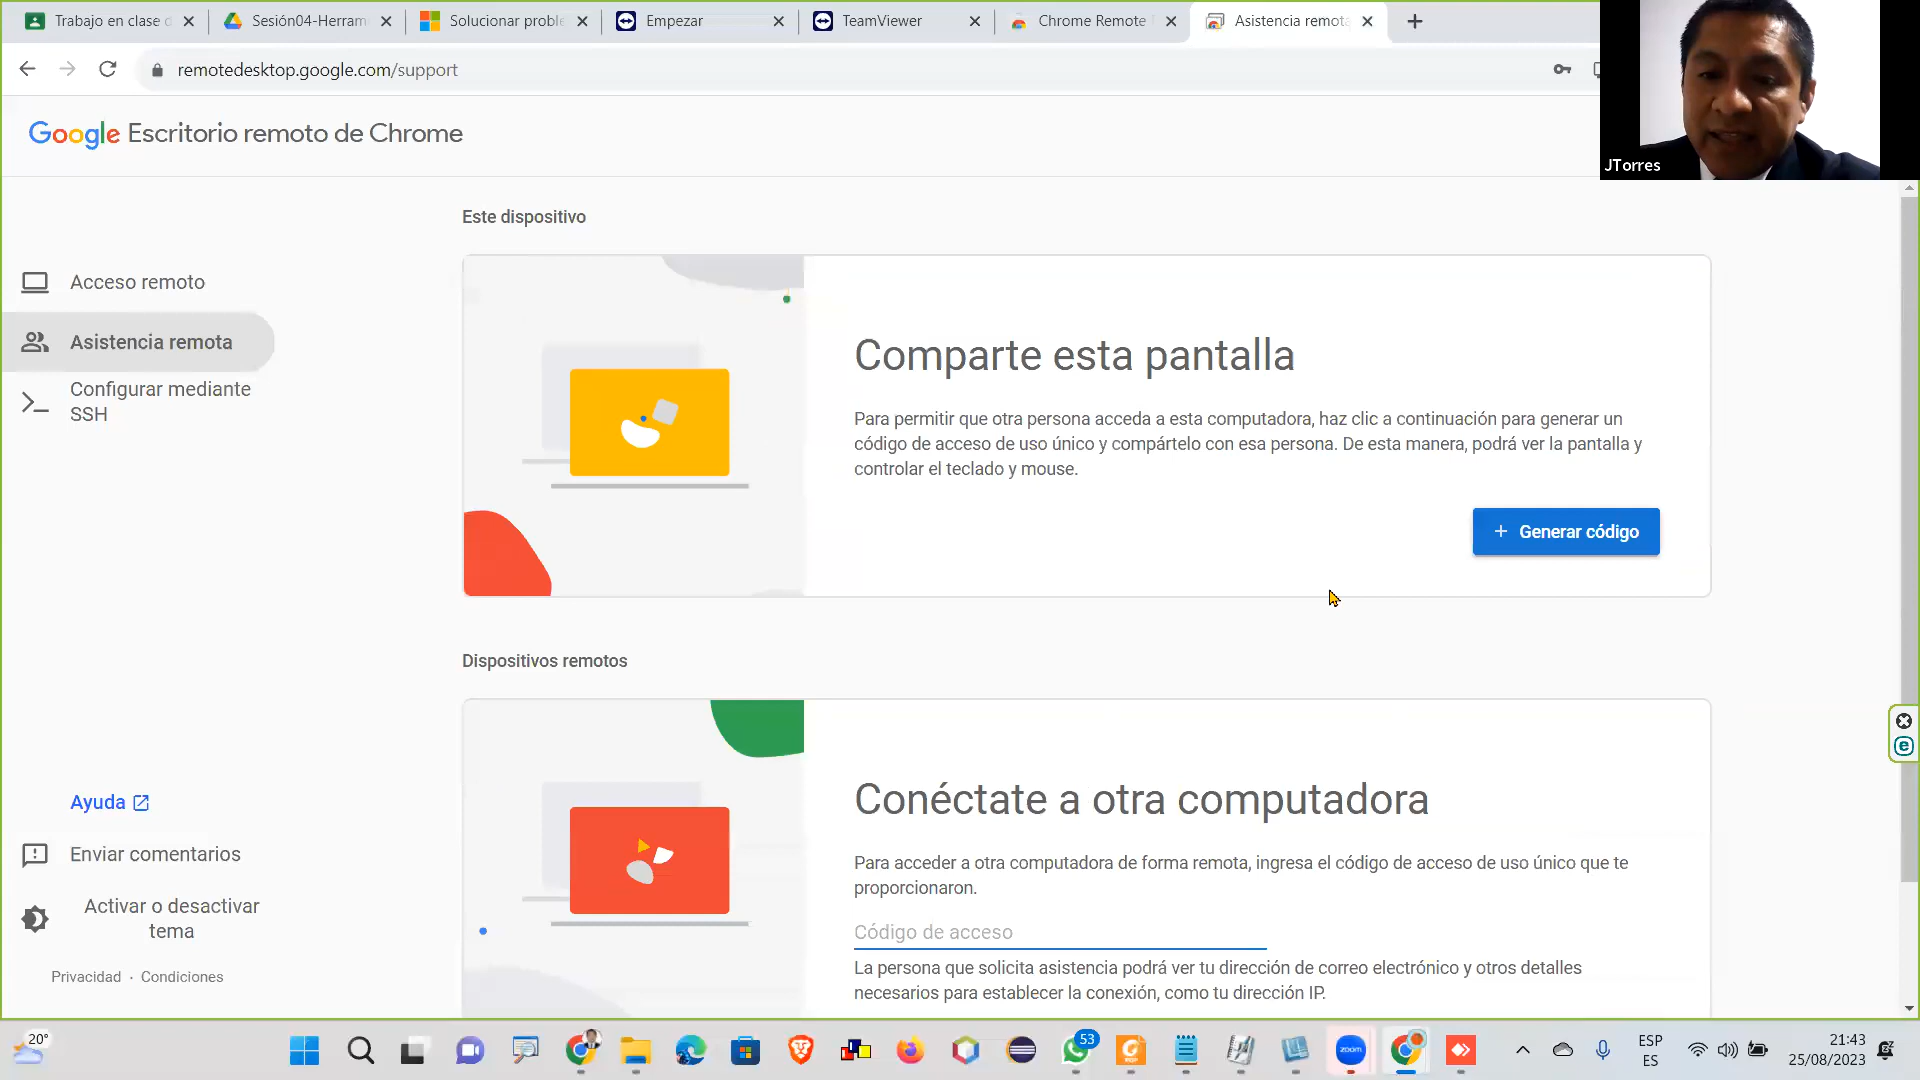 Trabajo en clase d
Sesión04-Herram
Solucionar proble
Empezar
TeamViewer
Chrome Remote
Asistencia remota
remotedesktop.google.com/support
Google Escritorio remoto de Chrome
JTorres
Acceso remoto
Asistencia remota
Configurar mediante
SSH
Este dispositivo
Comparte esta pantalla
Para permitir que otra persona acceda a esta computadora, haz clic a continuación para generar un
código de acceso de uso único y compártelo con esa persona. De esta manera, podrá ver la pantalla y
controlar el teclado y mouse.
+ Generar código
Dispositivos remotos
Conéctate a otra computadora
Para acceder a otra computadora de forma remota, ingresa el código de acceso de uso único que te
proporcionaron.
Código de acceso
La persona que solicita asistencia podrá ver tu dirección de correo electrónico y otros detalles
necesarios para establecer la conexión, como tu dirección IP.
Ayuda
Enviar comentarios
Activar o desactivar
tema
Privacidad · Condiciones
20°
53
zoom
ESP
ES
21:43
25/08/2023